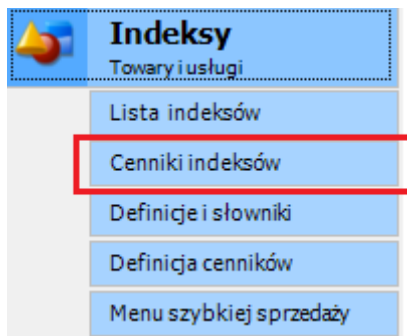 Indeksy
Towary i usługi
Lista indeksów
Cenniki indeksów
Definicje i słowniki
Definicja cenników
Menu szybkiej sprzedaży